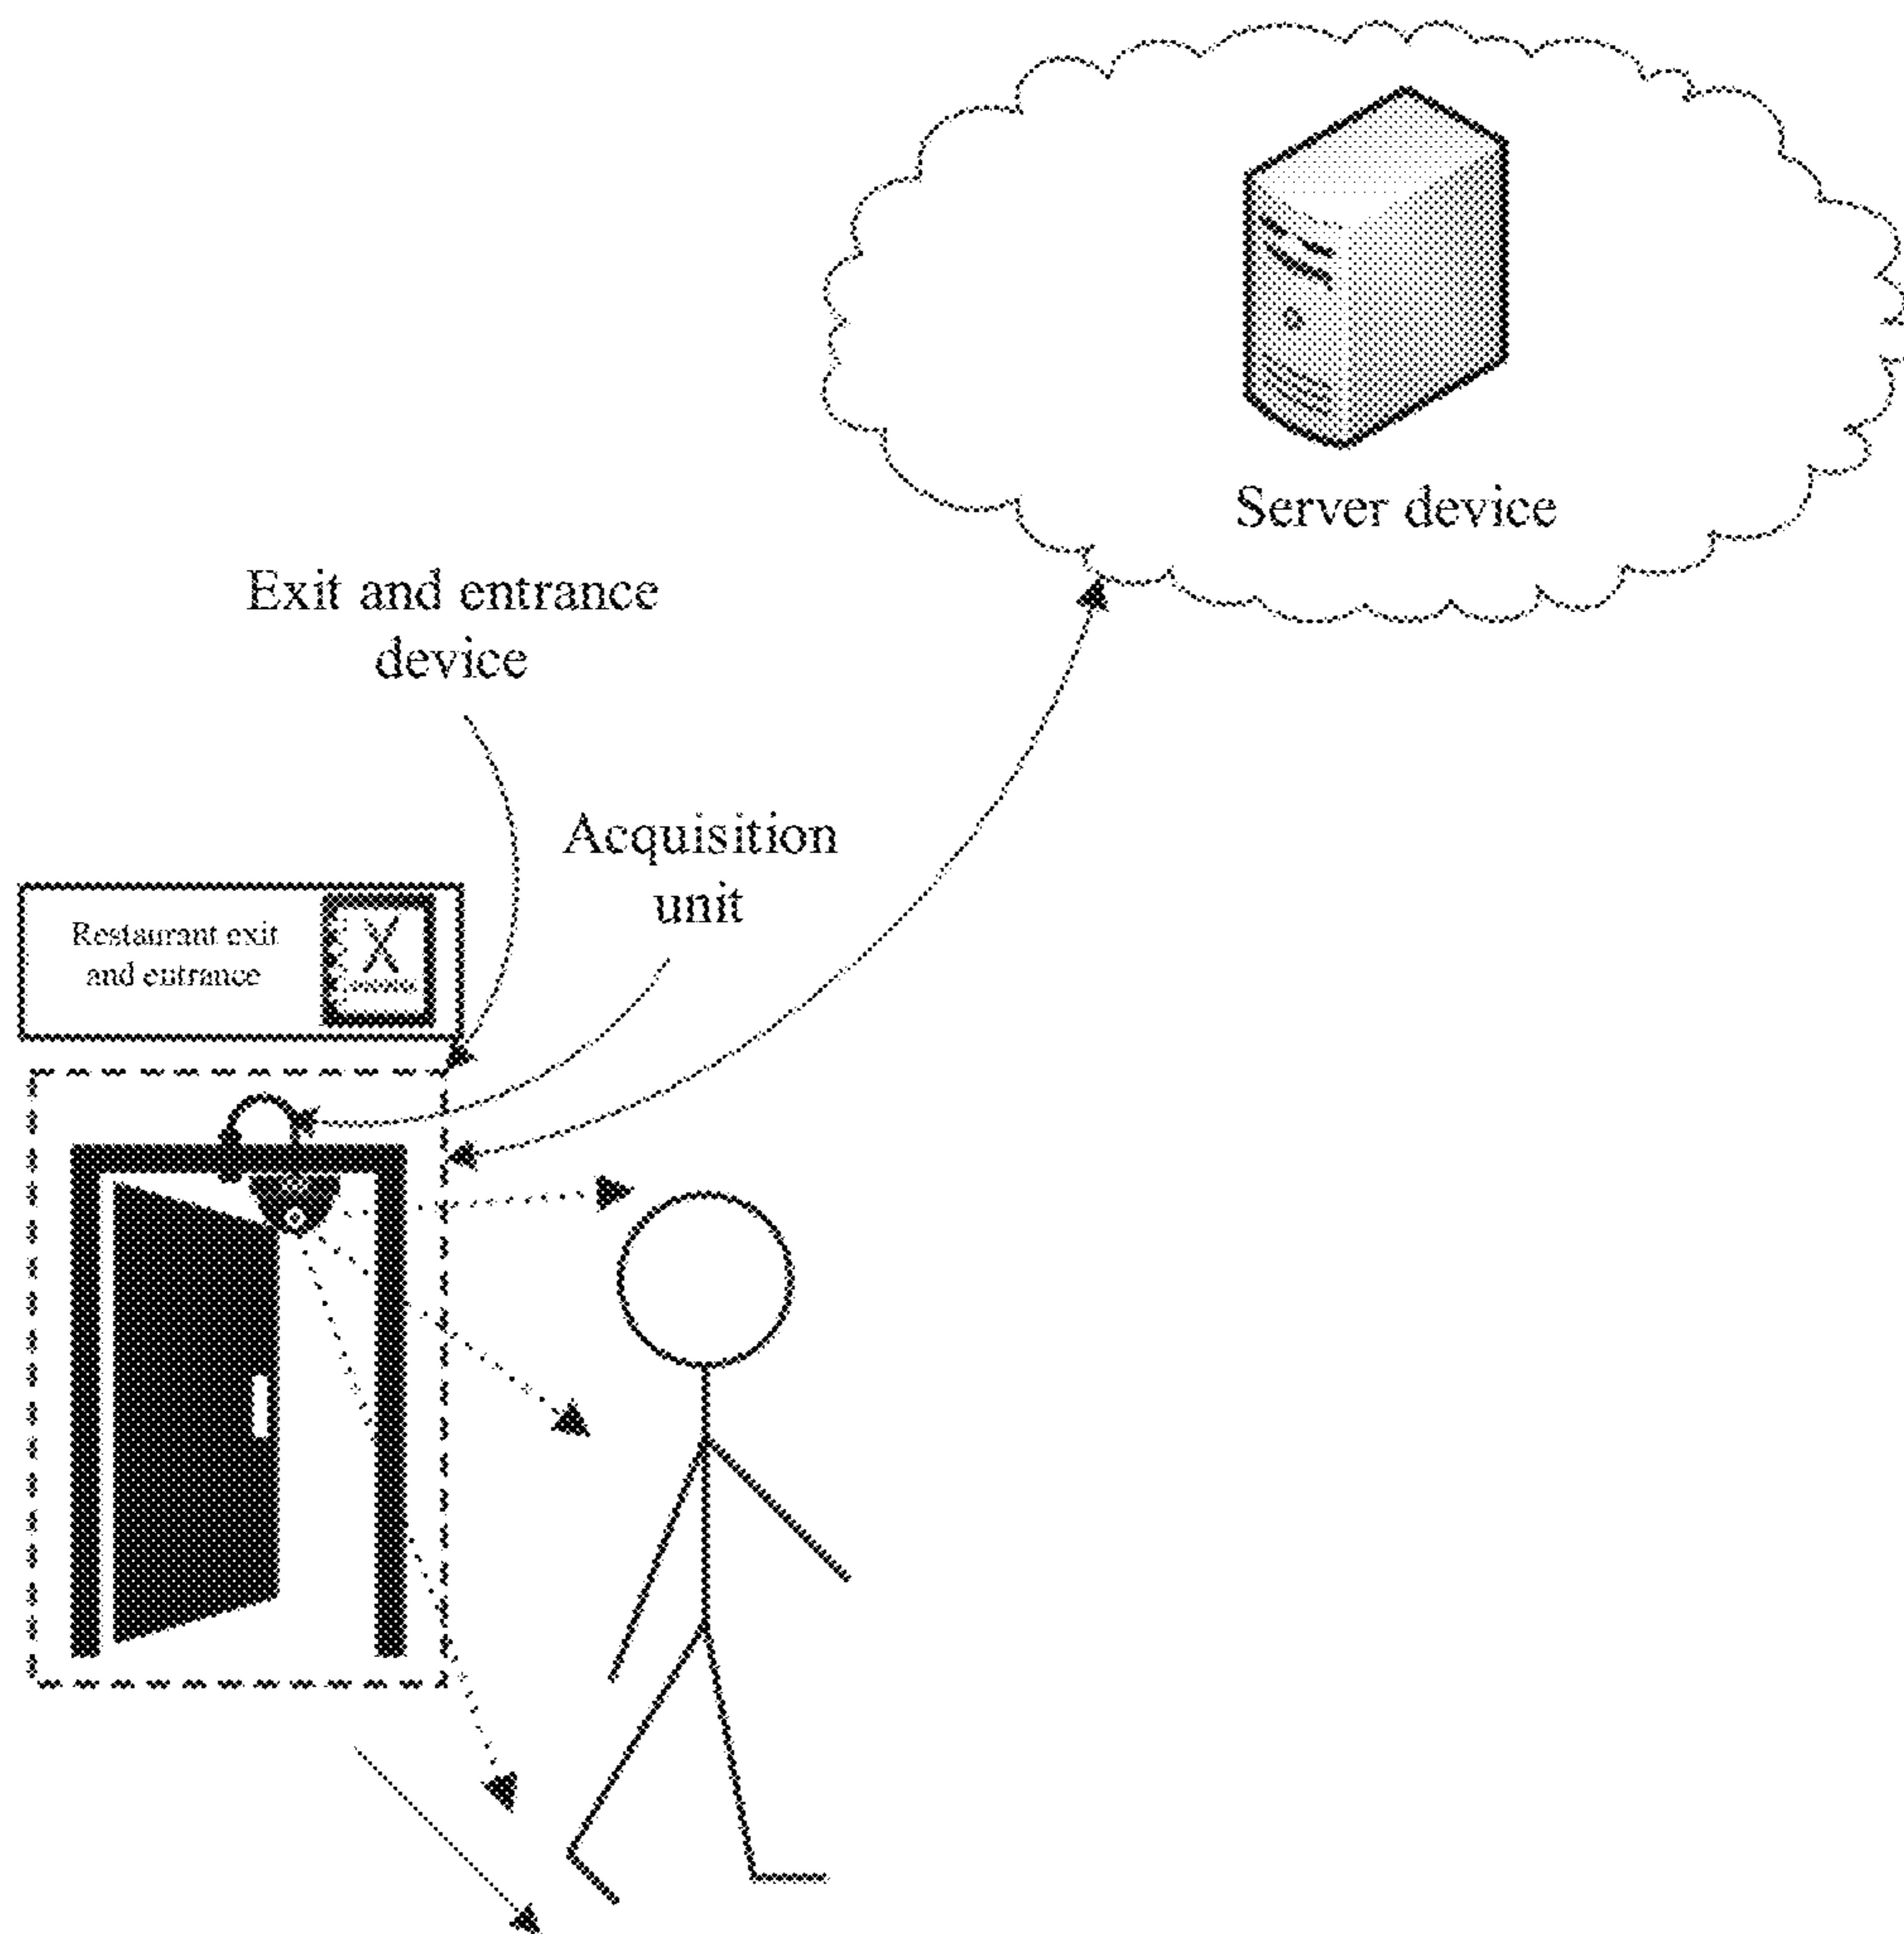 Server device
Exit and entrance
device
Acquisition
unit
Restaurant exit
and entrance